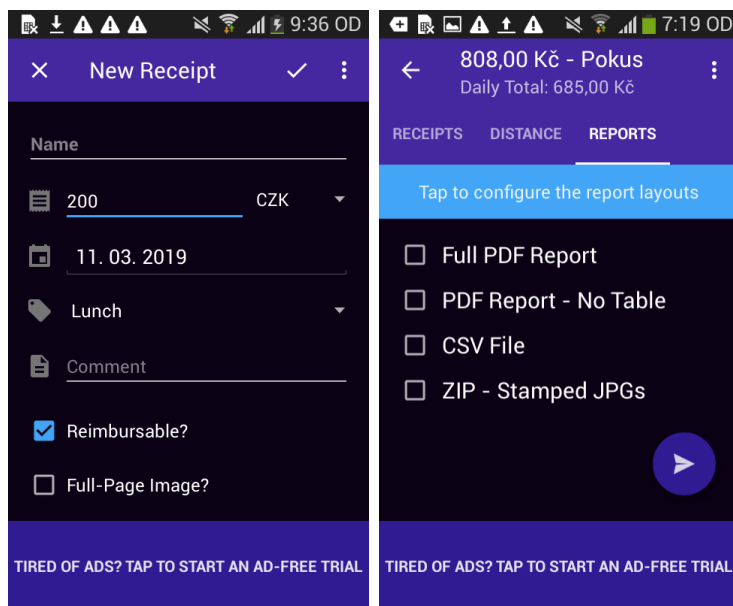 9:36 OD
New Receipt
Name
200
CZK
11. 03. 2019
Lunch
Comment
Reimbursable?
Full-Page Image?
TIRED OF ADS? TAP TO START AN AD-FREE TRIAL
7:19 OD
808,00 Kč - Pokus
Daily Total: 685,00 Kč
RECEIPTS DISTANCE REPORTS
Tap to configure the report layouts
Full PDF Report
PDF Report - No Table
CSV File
ZIP - Stamped JPGs
TIRED OF ADS? TAP TO START AN AD-FREE TRIAL